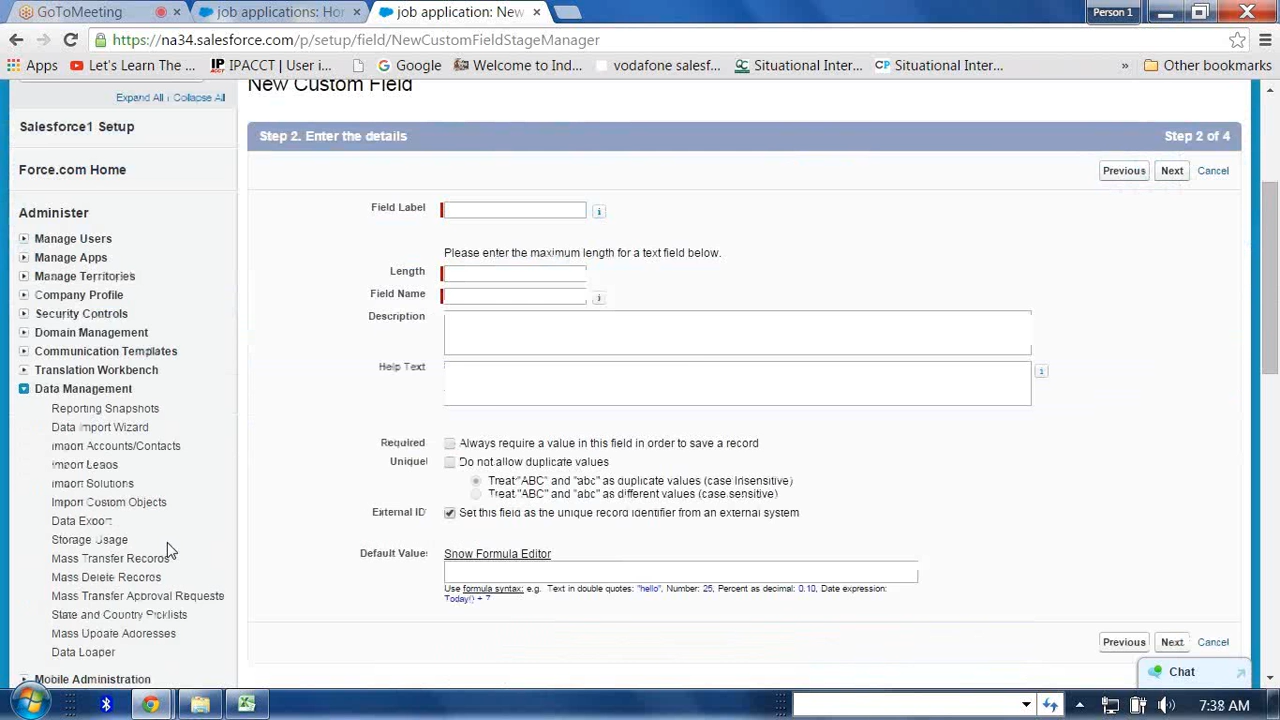 GoToMeeting
job applications: Hor
job application: New
Person 1
https://na34.salesforce.com/p/setup/field/NewCustomFieldStageManager
Apps
Let's Learn The ...
IPACCT | User i...
Google
Welcome to Ind...
vodafone salesf...
Situational Inter...
CP Situational Inter...
»
Other bookmarks
Expand All | Collapse All
New Custom Field
Salesforce1 Setup
Force.com Home
Administer
Manage Users
Manage Apps
Manage Territories
Company Profile
Security Controls
Domain Management
Communication Templates
Translation Workbench
Data Management
Reporting Snapshots
Data Import Wizard
Import Accounts/Contacts
Import Leads
Import Solutions
Import Custom Objects
Data Export
Storage Usage
Mass Transfer Records
Mass Delete Records
Mass Transfer Approval Requests
State and Country Picklists
Mass Update Addresses
Data Loader
Mobile Administration
Step 2. Enter the details
Step 2 of 4
Previous Next Cancel
Field Label
Please enter the maximum length for a text field below.
Length
Field Name
Description
Help Text
Required Always require a value in this field in order to save a record
Unique Do not allow duplicate values
Treat "ABC" and "abc" as duplicate values (case insensitive)
Treat "ABC" and "abc" as different values (case sensitive)
External ID Set this field as the unique record identifier from an external system
Default Value Show Formula Editor
Use formula syntax: e.g. Text in double quotes: "hello", Number: 25, Percent as decimal: 0.10, Date expression:
Today() + 7
Previous Next Cancel
Chat
7:38 AM